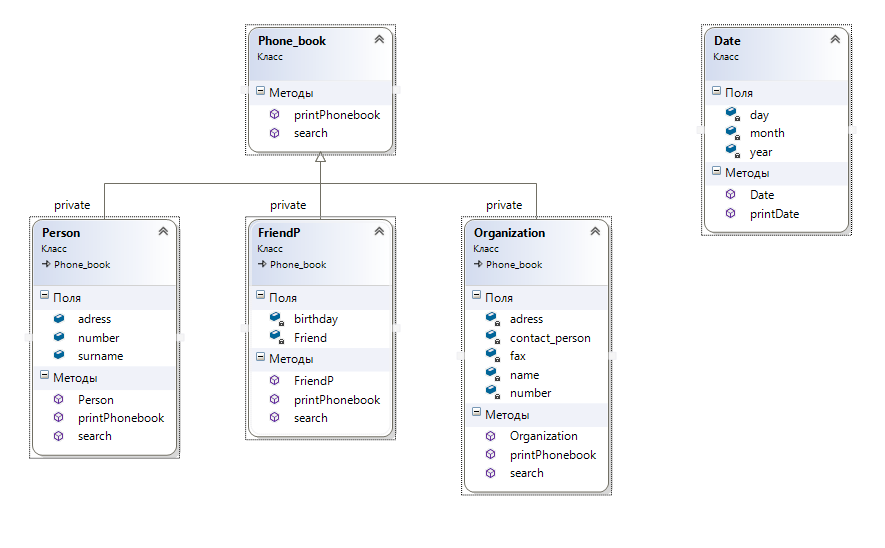 Phone_book
Класс
Методы
printPhonebook
search
Date
Класс
Поля
day
month
year
Методы
Date
printDate
private
private
private
Person
Класс
Phone_book
Поля
adress
number
surname
Методы
Person
printPhonebook
search
FriendP
Класс
Phone_book
Поля
birthday
Friend
Методы
FriendP
printPhonebook
search
Organization
Класс
Phone_book
Поля
adress
contact_person
fax
name
number
Методы
Organization
printPhonebook
search